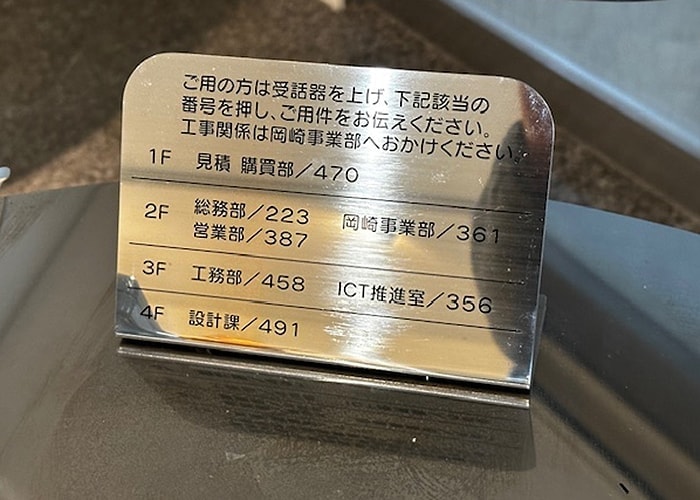 ご用の方は受話器を上げ、下記該当の
番号を押し、ご用件をお伝えください。
工事関係は岡崎事業部へおかけください。
1F 見積 購買部/470
2F 総務部/223 岡崎事業部/361
営業部/387
3F 工務部/458 ICT推進室/356
4F 設計課/491